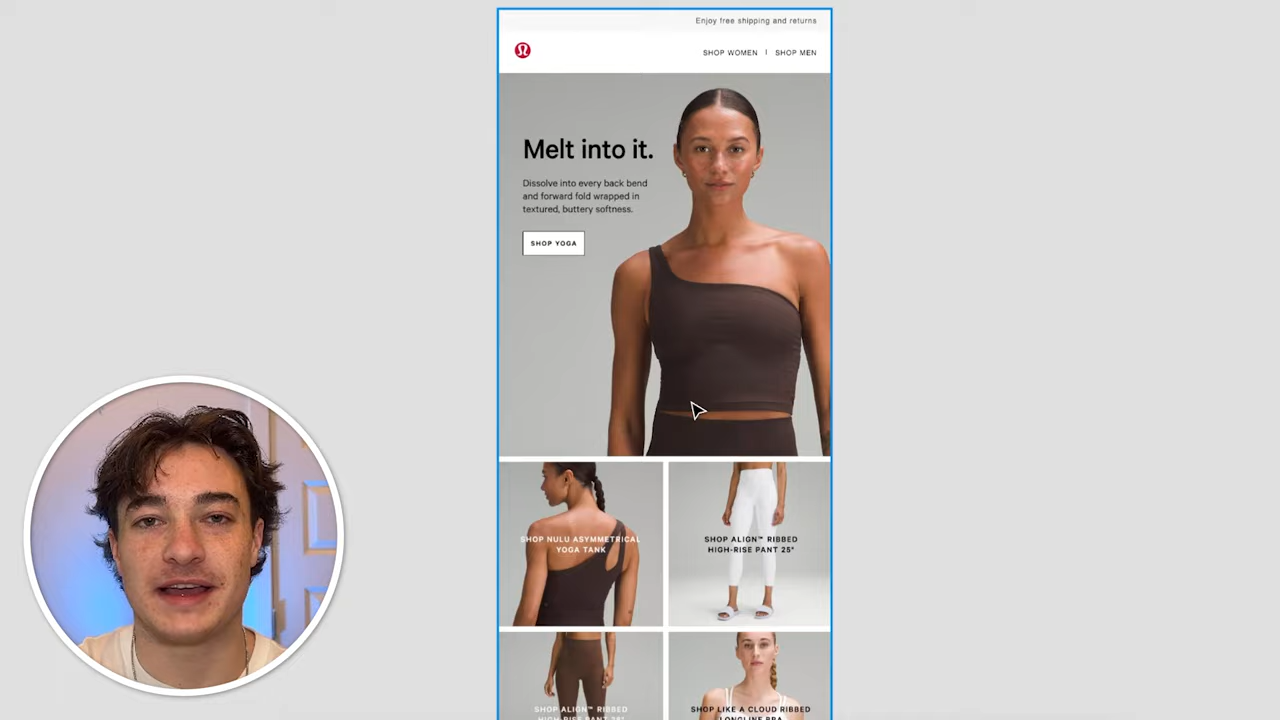 Enjoy free shipping and returns
SHOP WOMEN | SHOP MEN
Melt into it.
Dissolve into every back bend
and forward fold wrapped in
textured, buttery softness.
SHOP YOGA
SHOP NULU ASYMMETRICAL
YOGA TANK
SHOP ALIGN™ RIBBED
HIGH-RISE PANT 25"
SHOP ALIGN™ RIBBED
HIGH-RISE PANT 25"
SHOP LIKE A CLOUD RIBBED
LONGLINE BRA